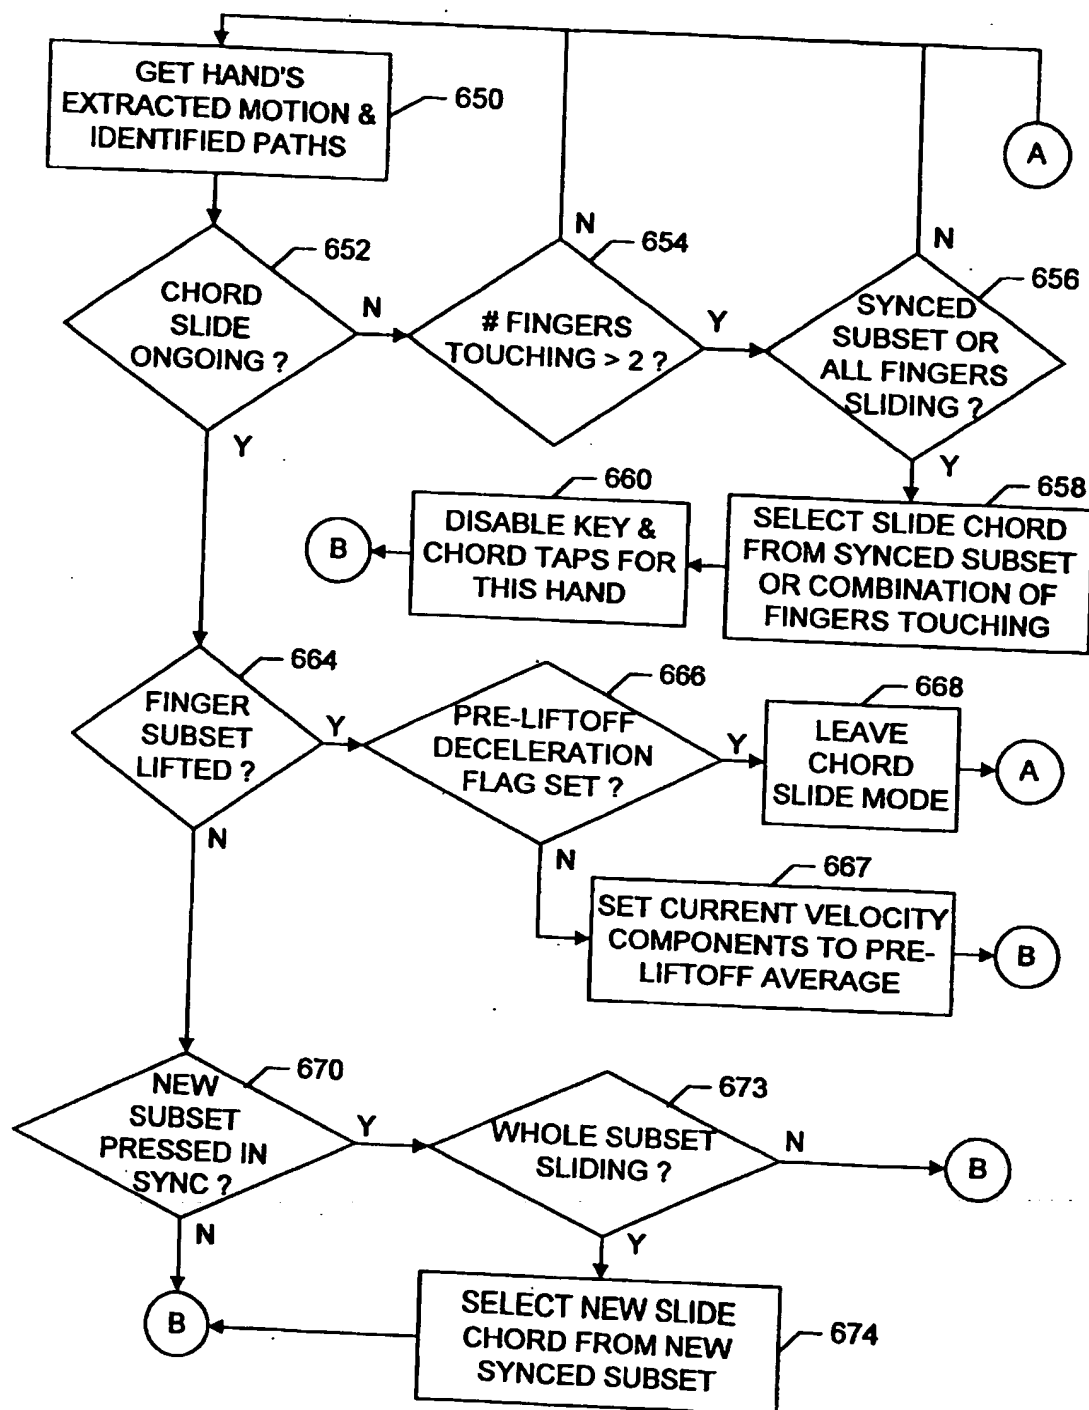 GET HAND'S
EXTRACTED MOTION &
IDENTIFIED PATHS
650
A
652
CHORD
SLIDE
ONGOING ?
N
Y
654
# FINGERS
TOUCHING > 2 ?
N
Y
656
SYNCED
SUBSET OR
ALL FINGERS
SLIDING ?
N
Y
658
SELECT SLIDE CHORD
FROM SYNCED SUBSET
OR COMBINATION OF
FINGERS TOUCHING
660
DISABLE KEY &
CHORD TAPS FOR
THIS HAND
B
664
FINGER
SUBSET
LIFTED ?
Y
N
666
PRE-LIFTOFF
DECELERATION
FLAG SET ?
Y
N
668
LEAVE
CHORD
SLIDE MODE
A
667
SET CURRENT VELOCITY
COMPONENTS TO PRE-
LIFTOFF AVERAGE
B
670
NEW
SUBSET
PRESSED IN
SYNC ?
Y
N
673
WHOLE SUBSET
SLIDING ?
N
B
Y
SELECT NEW SLIDE
CHORD FROM NEW
SYNCED SUBSET
674
B